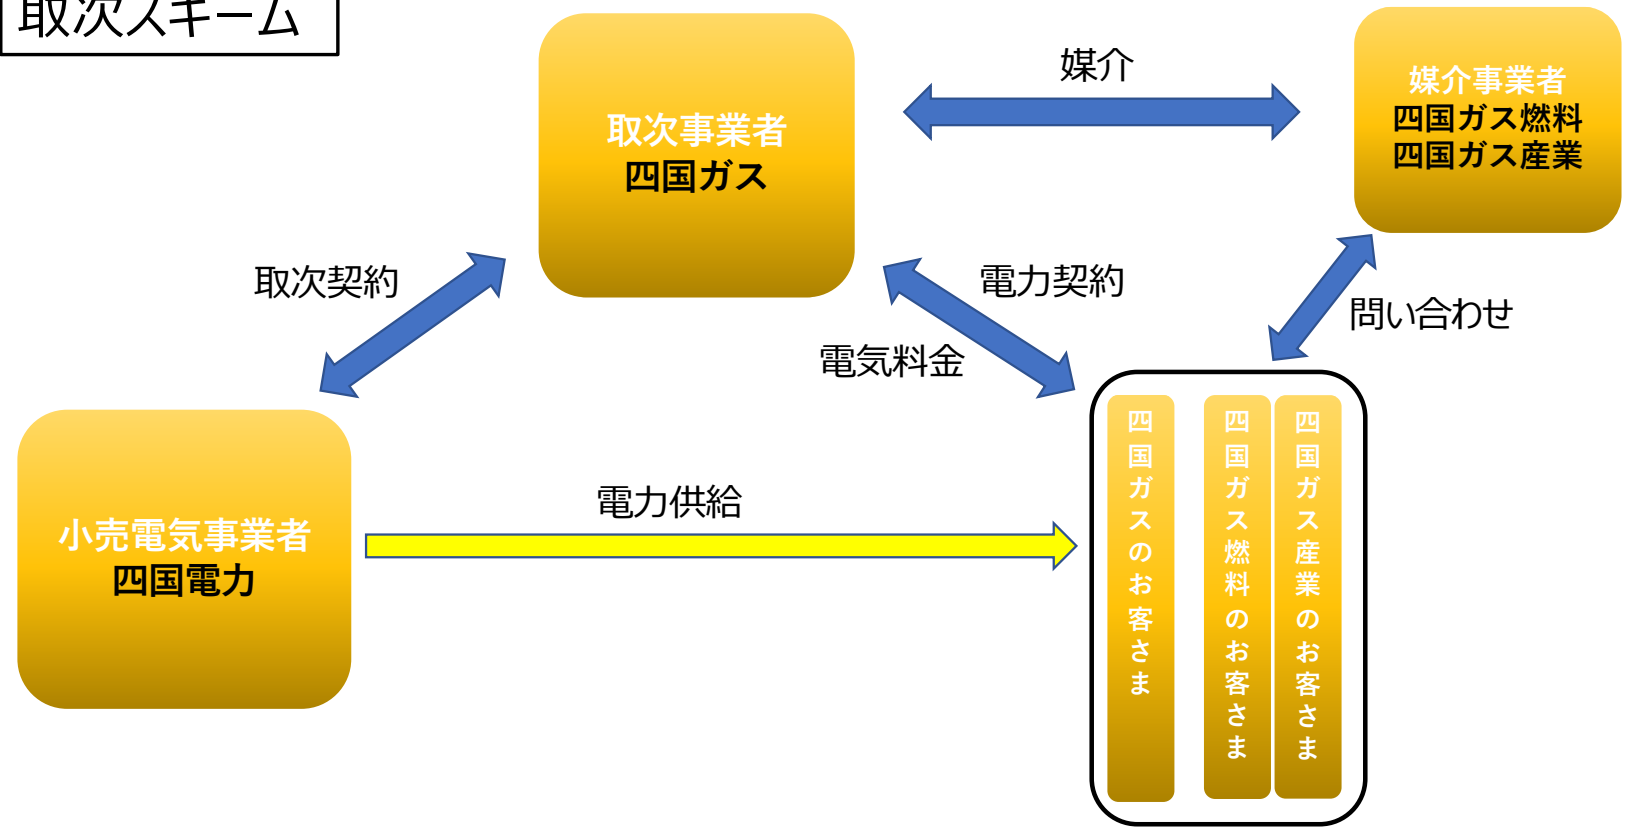 取次スキーム
取次事業者
四国ガス
媒介
媒介事業者
四国ガス燃料
四国ガス産業
取次契約
電力契約
電気料金
問い合わせ
小売電気事業者
四国電力
電力供給
四国ガスのお客さま
四国ガス燃料のお客さま
四国ガス産業のお客さま